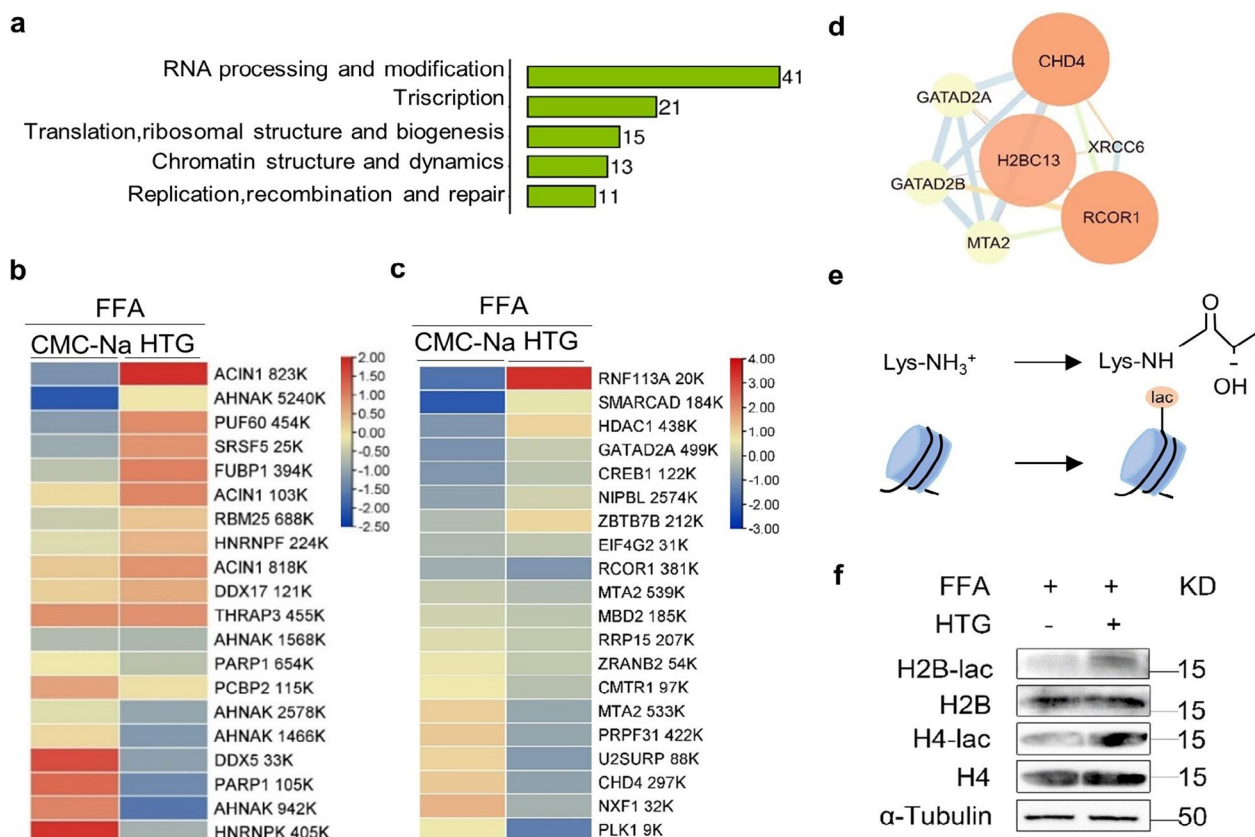 a
RNA processing and modification 41
Triscription 21
Translation,ribosomal structure and biogenesis 15
Chromatin structure and dynamics 13
Replication,recombination and repair 11
b
FFA
CMC-Na HTG
ACIN1 823K
AHNAK 5240K
PUF60 454K
SRSF5 25K
FUBP1 394K
ACIN1 103K
RBM25 688K
HNRNPF 224K
ACIN1 818K
DDX17 121K
THRAP3 455K
AHNAK 1568K
PARP1 654K
PCBP2 115K
AHNAK 2578K
AHNAK 1466K
DDX5 33K
PARP1 105K
AHNAK 942K
HNRNPK 405K
2.00
1.50
1.00
0.50
0.00
-0.50
-1.00
-1.50
-2.00
-2.50
c
FFA
CMC-Na HTG
RNF113A 20K
SMARCAD 184K
HDAC1 438K
GATAD2A 499K
CREB1 122K
NIPBL 2574K
ZBTB7B 212K
EIF4G2 31K
RCOR1 381K
MTA2 539K
MBD2 185K
RRP15 207K
ZRANB2 54K
CMTR1 97K
MTA2 533K
PRPF31 422K
U2SURP 88K
CHD4 297K
NXF1 32K
PLK1 9K
4.00
3.00
2.00
1.00
0.00
-1.00
-2.00
-3.00
d
CHD4
GATAD2A
XRCC6
H2BC13
GATAD2B
RCOR1
MTA2
e
O
Lys-NH₃⁺
Lys-NH
OH
lac
f
FFA + + KD
HTG - +
H2B-lac 15
H2B 15
H4-lac 15
H4 15
α-Tubulin 50